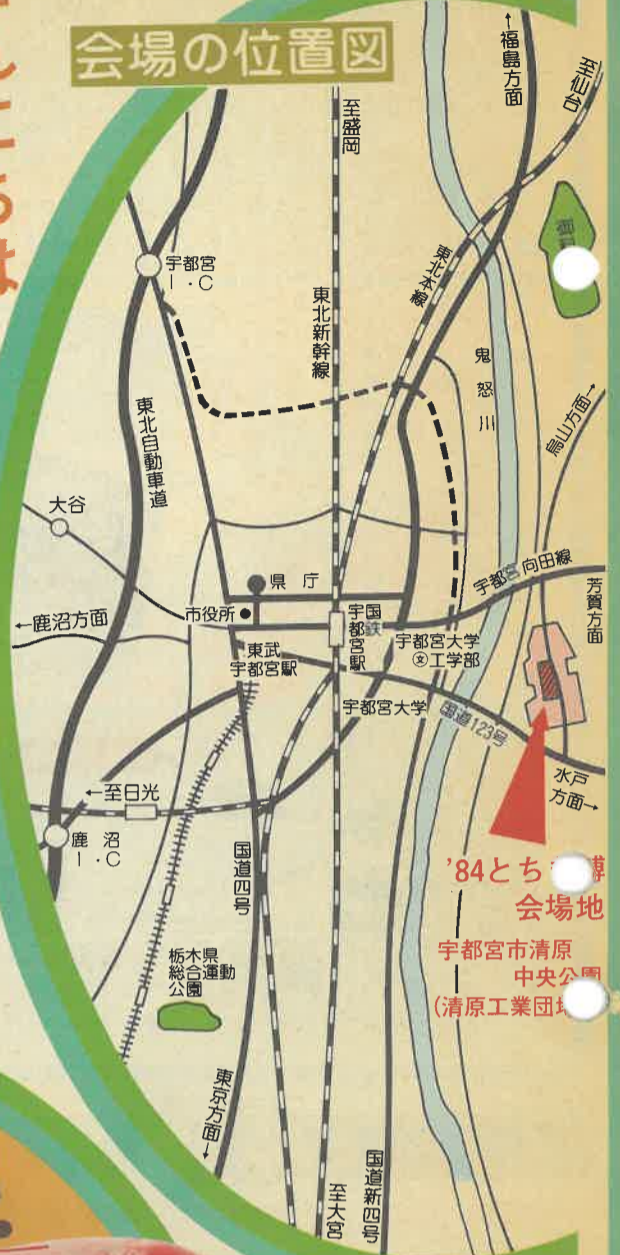 会場の位置図
↑福島方面
至仙台
至盛岡
宇都宮
I・C
東北新幹線
東北本線
鬼怒川
烏山方面→
東北自動車道
大谷
県庁
宇都宮向田線
市役所
←鹿沼方面
国鉄
宇都宮駅
芳賀方面
宇都宮大学
文工学部
東武
宇都宮駅
宇都宮大学
国道123号
水戸
方面→
←至日光
鹿沼
I・C
国道四号
'84とち
博
会場地
宇都宮市清原
中央公園
(清原工業団地
栃木県
総合運動
公園
東京方面→
至大宮
国道新四号